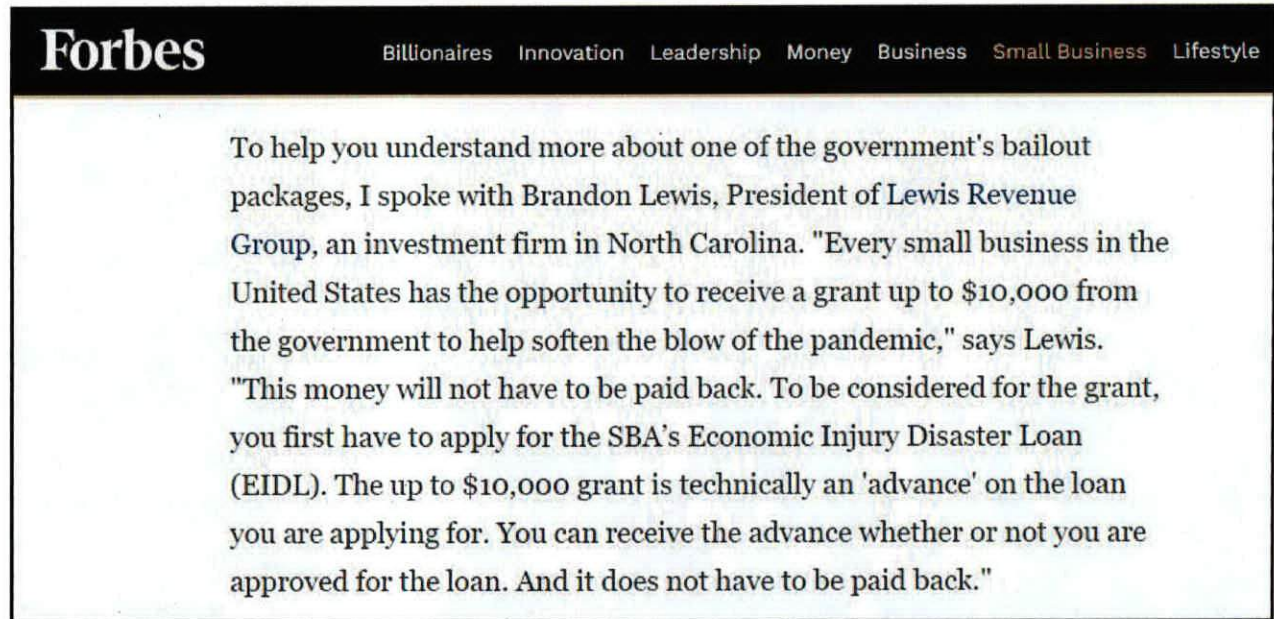 Forbes
Billionaires Innovation Leadership Money Business Small Business Lifestyle
To help you understand more about one of the government's bailout
packages, I spoke with Brandon Lewis, President of Lewis Revenue
Group, an investment firm in North Carolina. "Every small business in the
United States has the opportunity to receive a grant up to $10,000 from
the government to help soften the blow of the pandemic," says Lewis.
"This money will not have to be paid back. To be considered for the grant,
you first have to apply for the SBA's Economic Injury Disaster Loan
(EIDL). The up to $10,000 grant is technically an 'advance' on the loan
you are applying for. You can receive the advance whether or not you are
approved for the loan. And it does not have to be paid back."